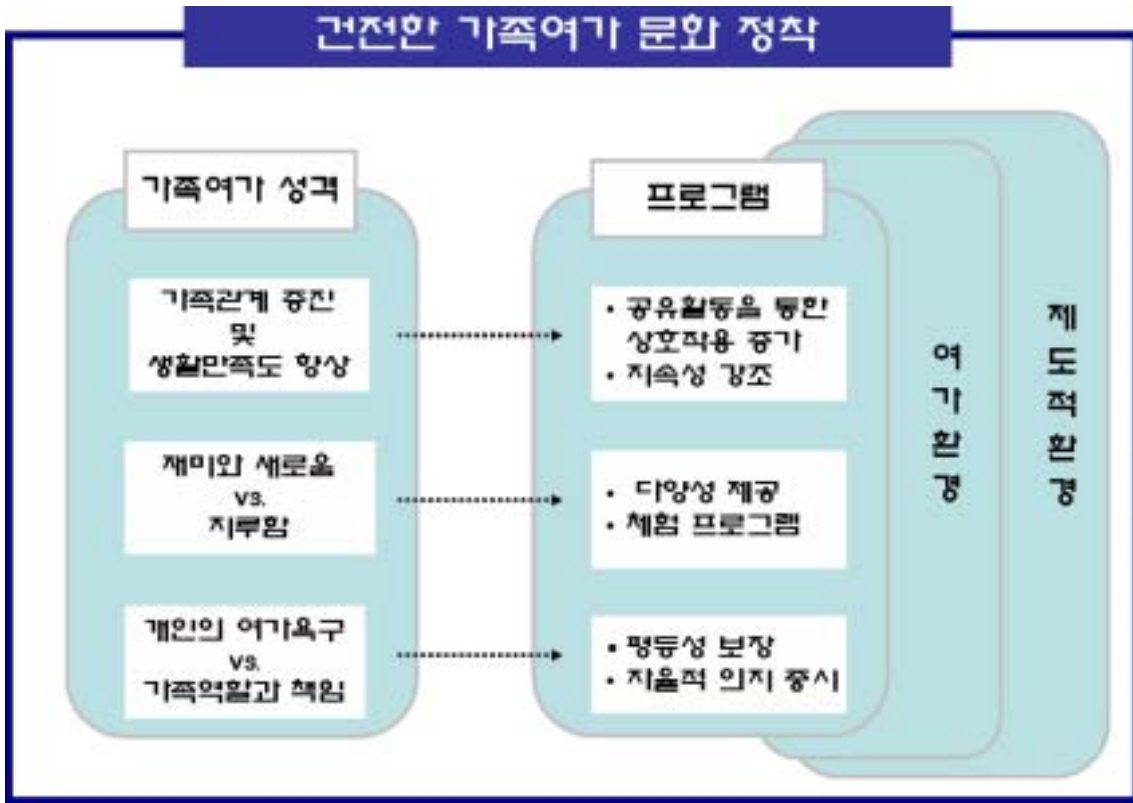 건전한 가족여가 문화 정착
가족여가 성격
가족관계 증진
및
생활만족도 향상
재미와 새로움
vs.
지루함
개인의 여가욕구
vs.
가족역할과 책임
프로그램
• 공유활동을 통한
상호작용 증가
• 지속성 강조
• 다양성 제공
• 체험 프로그램
• 평등성 보장
• 자율적 의지 중시
여가환경
제도적환경